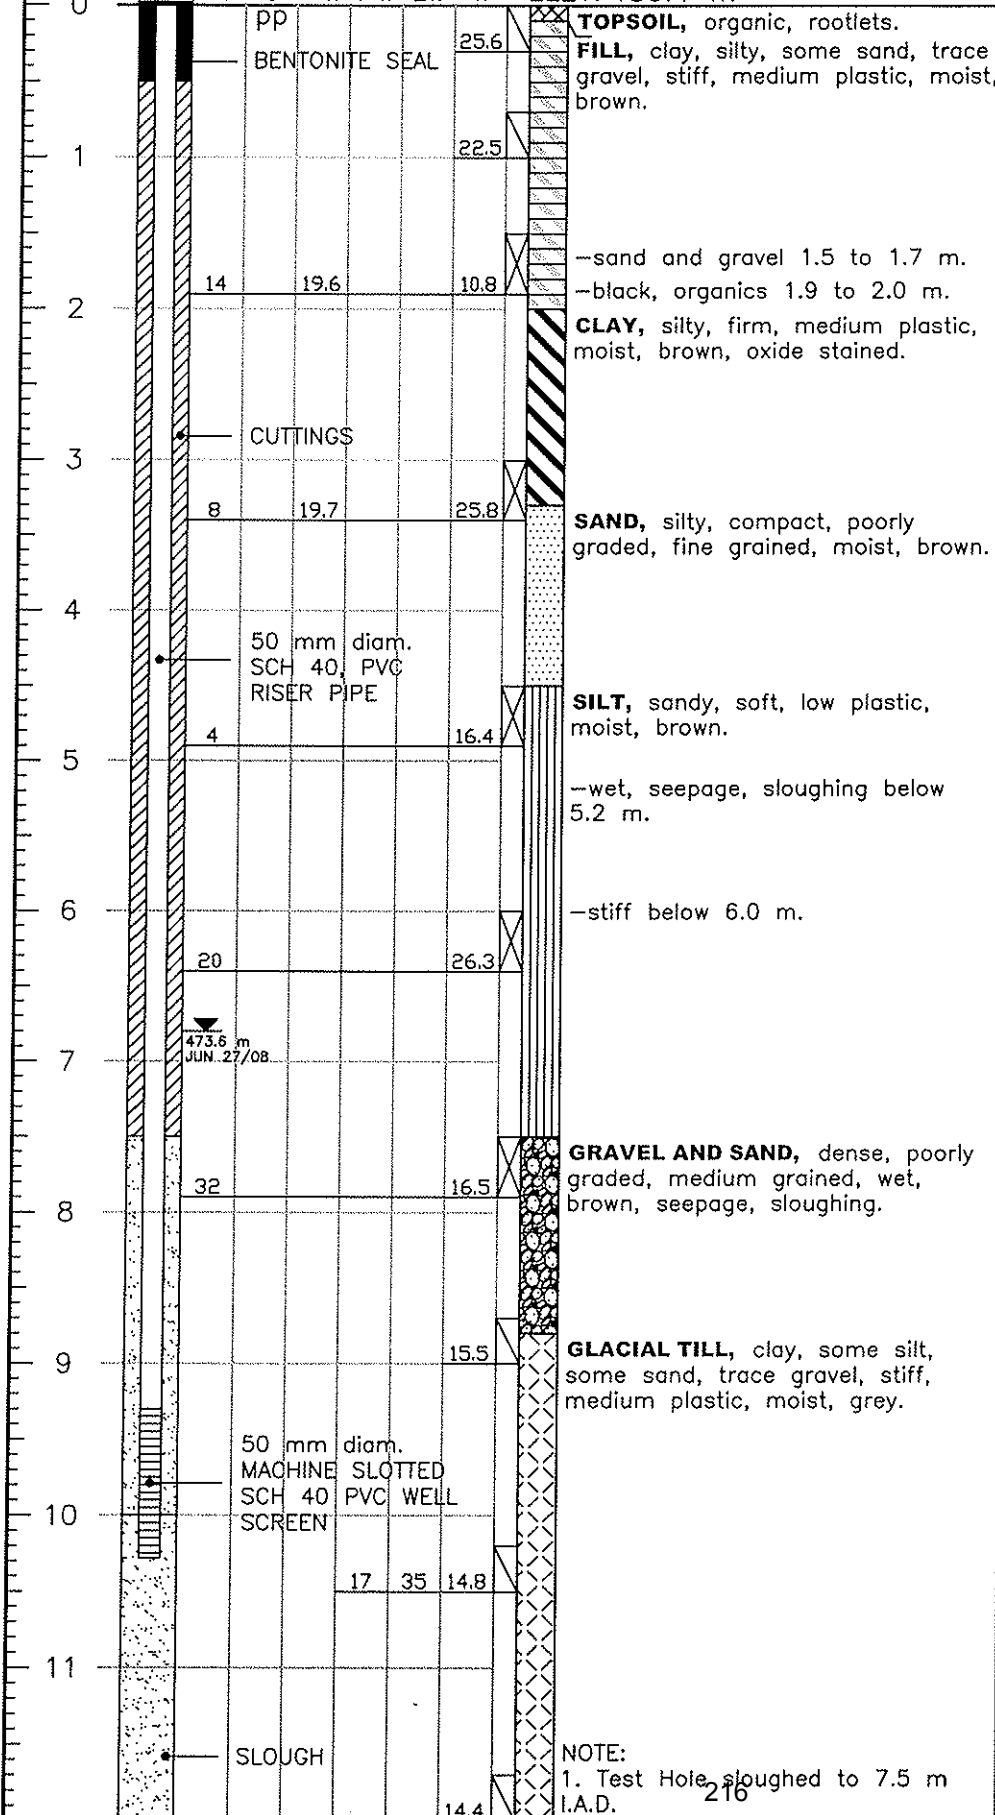 0
PP
BENTONITE SEAL
25.6
TOPSOIL, organic, rootlets.
FILL, clay, silty, some sand, trace
gravel, stiff, medium plastic, moist,
brown.
1
22.5
-sand and gravel 1.5 to 1.7 m.
14 19.6 10.8
-black, organics 1.9 to 2.0 m.
2
CLAY, silty, firm, medium plastic,
moist, brown, oxide stained.
CUTTINGS
3
8 19.7 25.8
SAND, silty, compact, poorly
graded, fine grained, moist, brown.
4
50 mm diam.
SCH 40, PVC
RISER PIPE
SILT, sandy, soft, low plastic,
moist, brown.
4 16.4
5
-wet, seepage, sloughing below
5.2 m.
6
-stiff below 6.0 m.
20 26.3
473.6 m
JUN 27/08
7
GRAVEL AND SAND, dense, poorly
graded, medium grained, wet,
brown, seepage, sloughing.
32 16.5
8
9
15.5
GLACIAL TILL, clay, some silt,
some sand, trace gravel, stiff,
medium plastic, moist, grey.
50 mm diam.
MACHINE SLOTTED
SCH 40 PVC WELL
SCREEN
10
17 35 14.8
11
SLOUGH
NOTE:
1. Test Hole sloughed to 7.5 m
I.A.D.
216
14.4